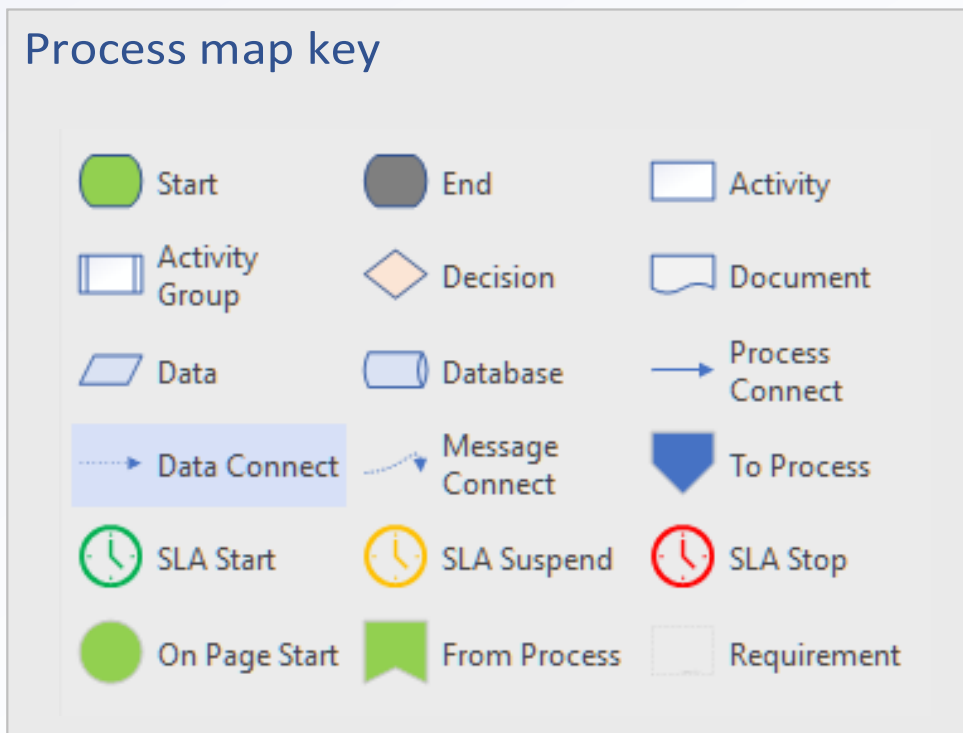 Process map key
Start
End
Activity
Activity
Group
Decision
Document
Data
Database
Process
Connect
Data Connect
Message
Connect
To Process
SLA Start
SLA Suspend
SLA Stop
On Page Start
From Process
Requirement